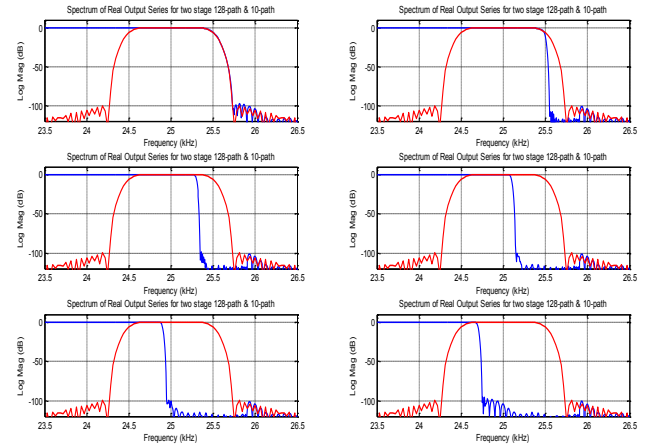 Spectrum of Real Output Series for two stage 128-path & 10-path
Spectrum of Real Output Series for two stage 128-path & 10-path
0
-50
-100
Log Mag (dB)
23.5 24 24.5 25 25.5 26 26.5
Frequency (kHz)
0
-50
-100
Log Mag (dB)
23.5 24 24.5 25 25.5 26 26.5
Frequency (kHz)
Spectrum of Real Output Series for two stage 128-path & 10-path
Spectrum of Real Output Series for two stage 128-path & 10-path
0
-50
-100
Log Mag (dB)
23.5 24 24.5 25 25.5 26 26.5
Frequency (kHz)
0
-50
-100
Log Mag (dB)
23.5 24 24.5 25 25.5 26 26.5
Frequency (kHz)
Spectrum of Real Output Series for two stage 128-path & 10-path
Spectrum of Real Output Series for two stage 128-path & 10-path
0
-50
-100
Log Mag (dB)
23.5 24 24.5 25 25.5 26 26.5
Frequency (kHz)
0
-50
-100
Log Mag (dB)
23.5 24 24.5 25 25.5 26 26.5
Frequency (kHz)